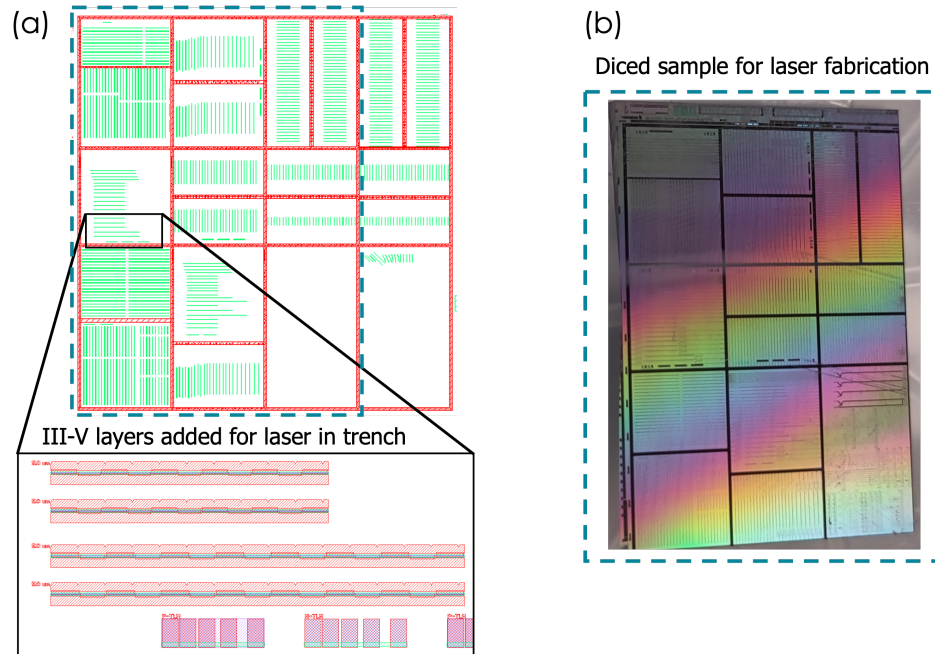 (a)
(b)
Diced sample for laser fabrication
III-V layers added for laser in trench